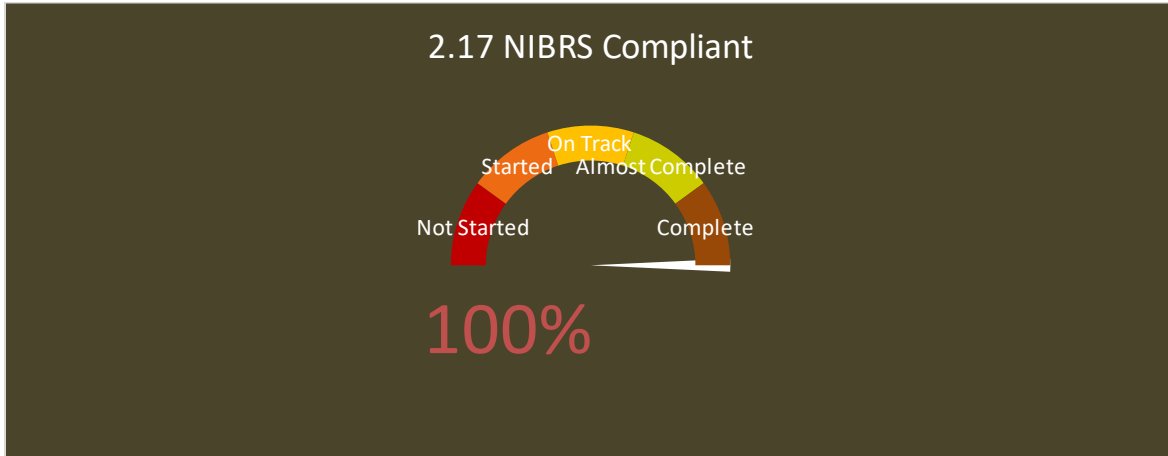 2.17 NIBRS Compliant
On Track
Started
Almost Complete
Not Started
Complete
100%